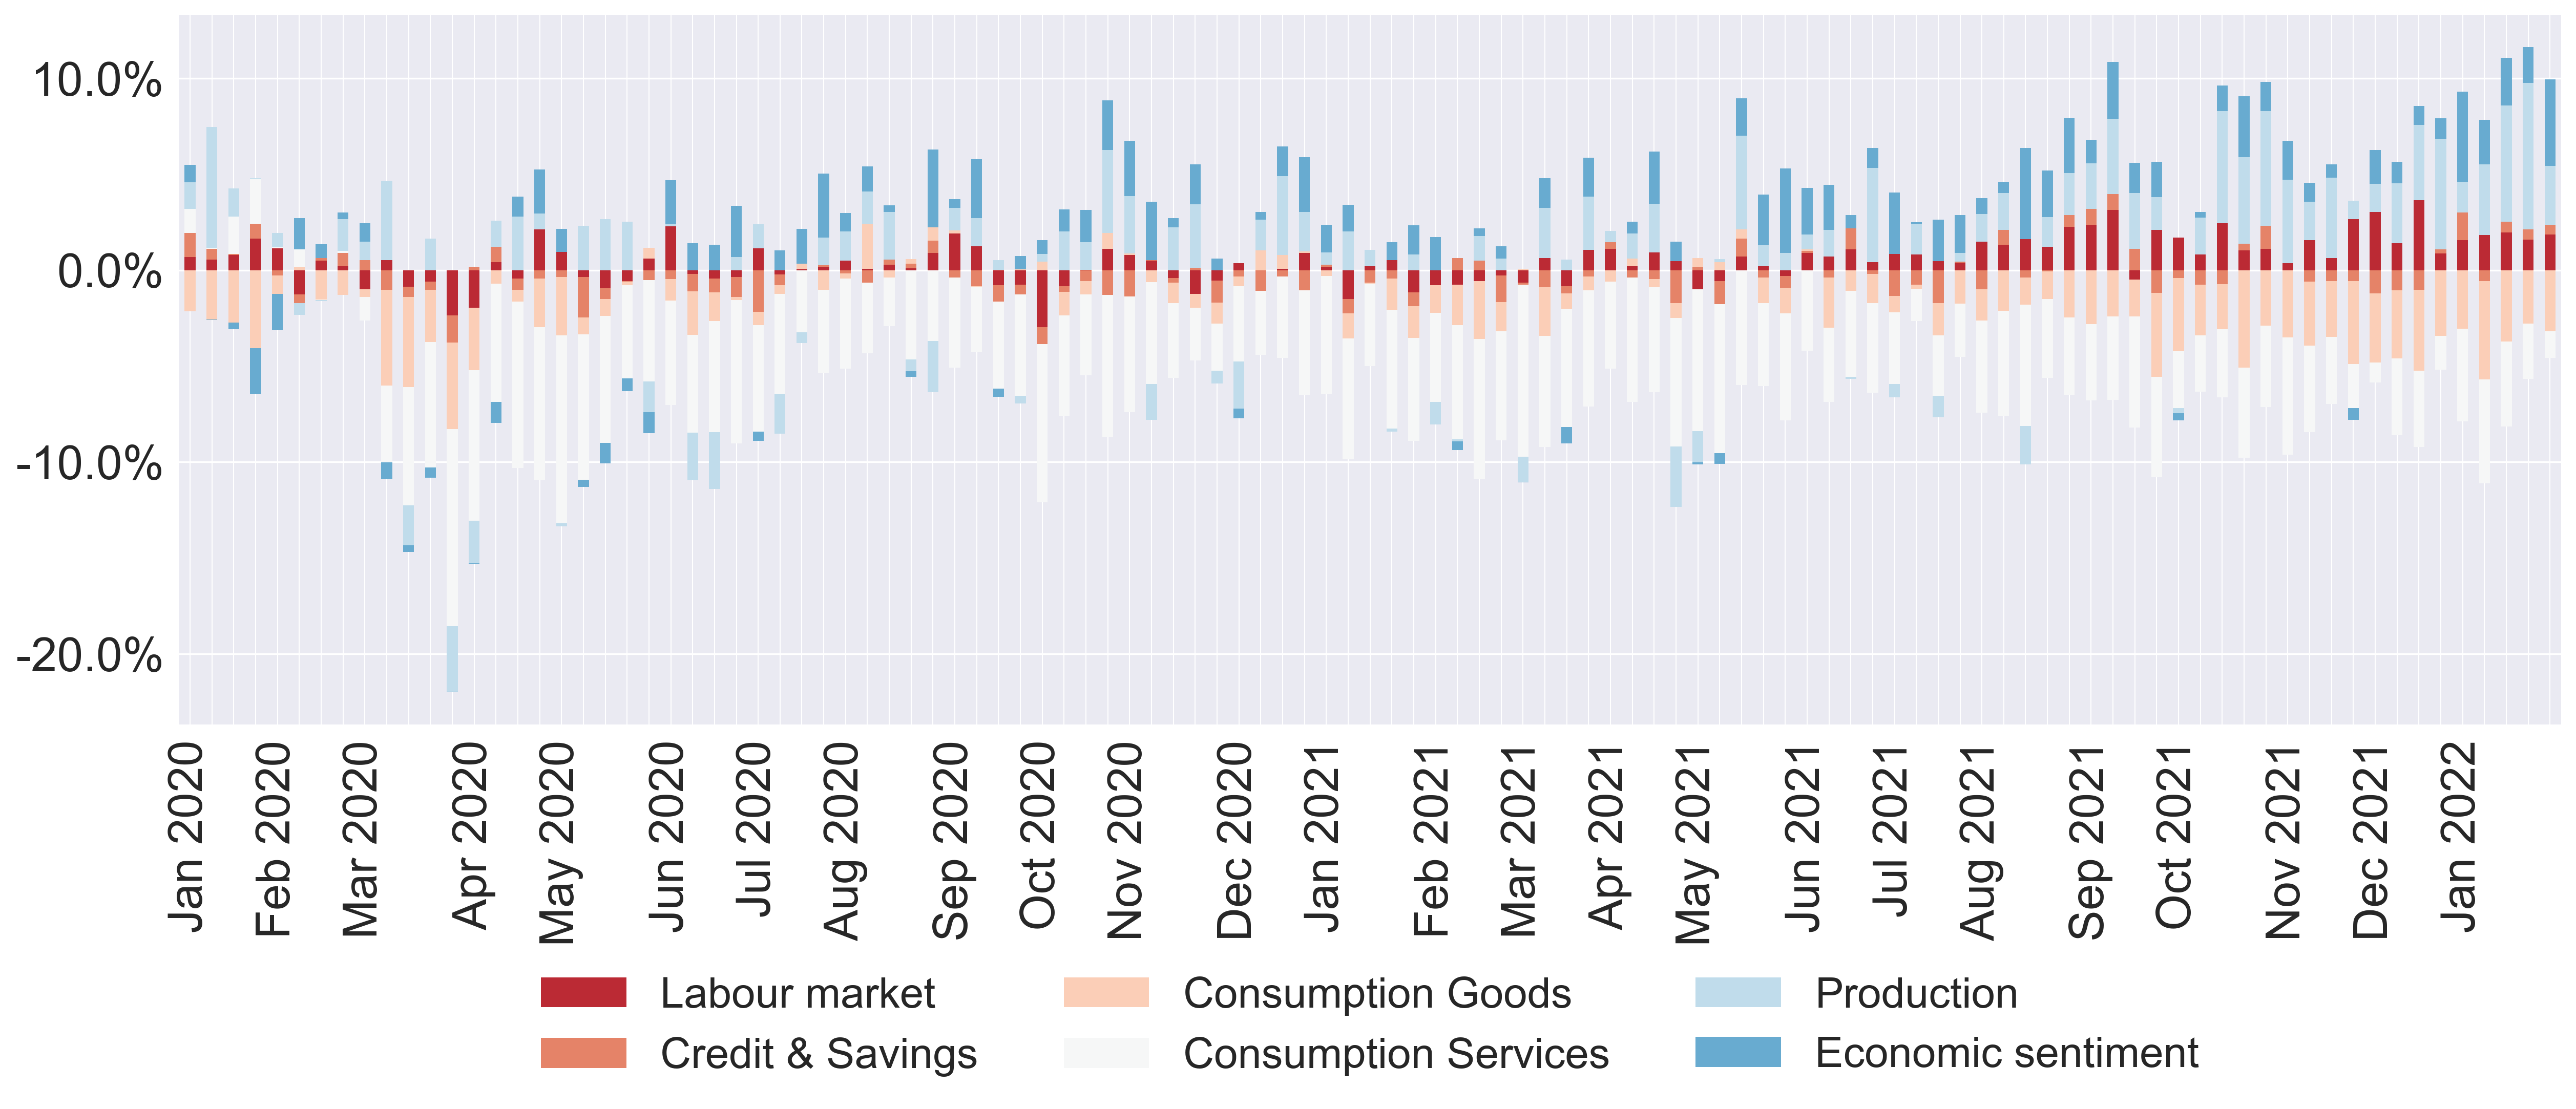 10.0%
0.0%
-10.0%
-20.0%
Jan 2020
Feb 2020
Mar 2020
Apr 2020
May 2020
Jun 2020
Jul 2020
Aug 2020
Sep 2020
Oct 2020
Nov 2020
Dec 2020
Jan 2021
Feb 2021
Mar 2021
Apr 2021
May 2021
Jun 2021
Jul 2021
Aug 2021
Sep 2021
Oct 2021
Nov 2021
Dec 2021
Jan 2022
Labour market
Credit & Savings
Consumption Goods
Consumption Services
Production
Economic sentiment